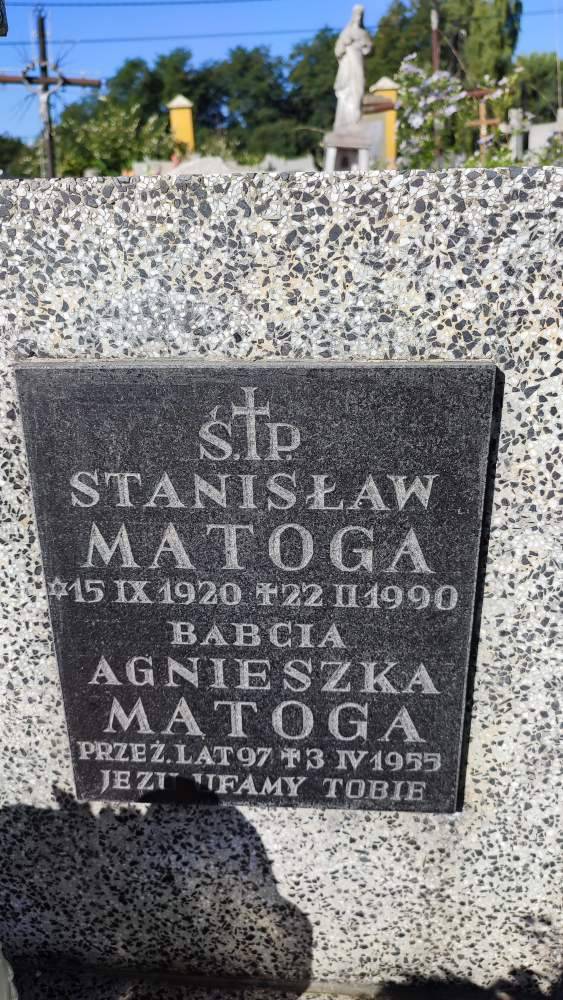 Ś.†P.
STANISŁAW
MATOGA
*15 IX 1920 †22 II 1990
BABCIA
AGNIESZKA
MATOGA
PRZEŻ. LAT 97 †3 IV 1955
JEZU UFAMY TOBIE